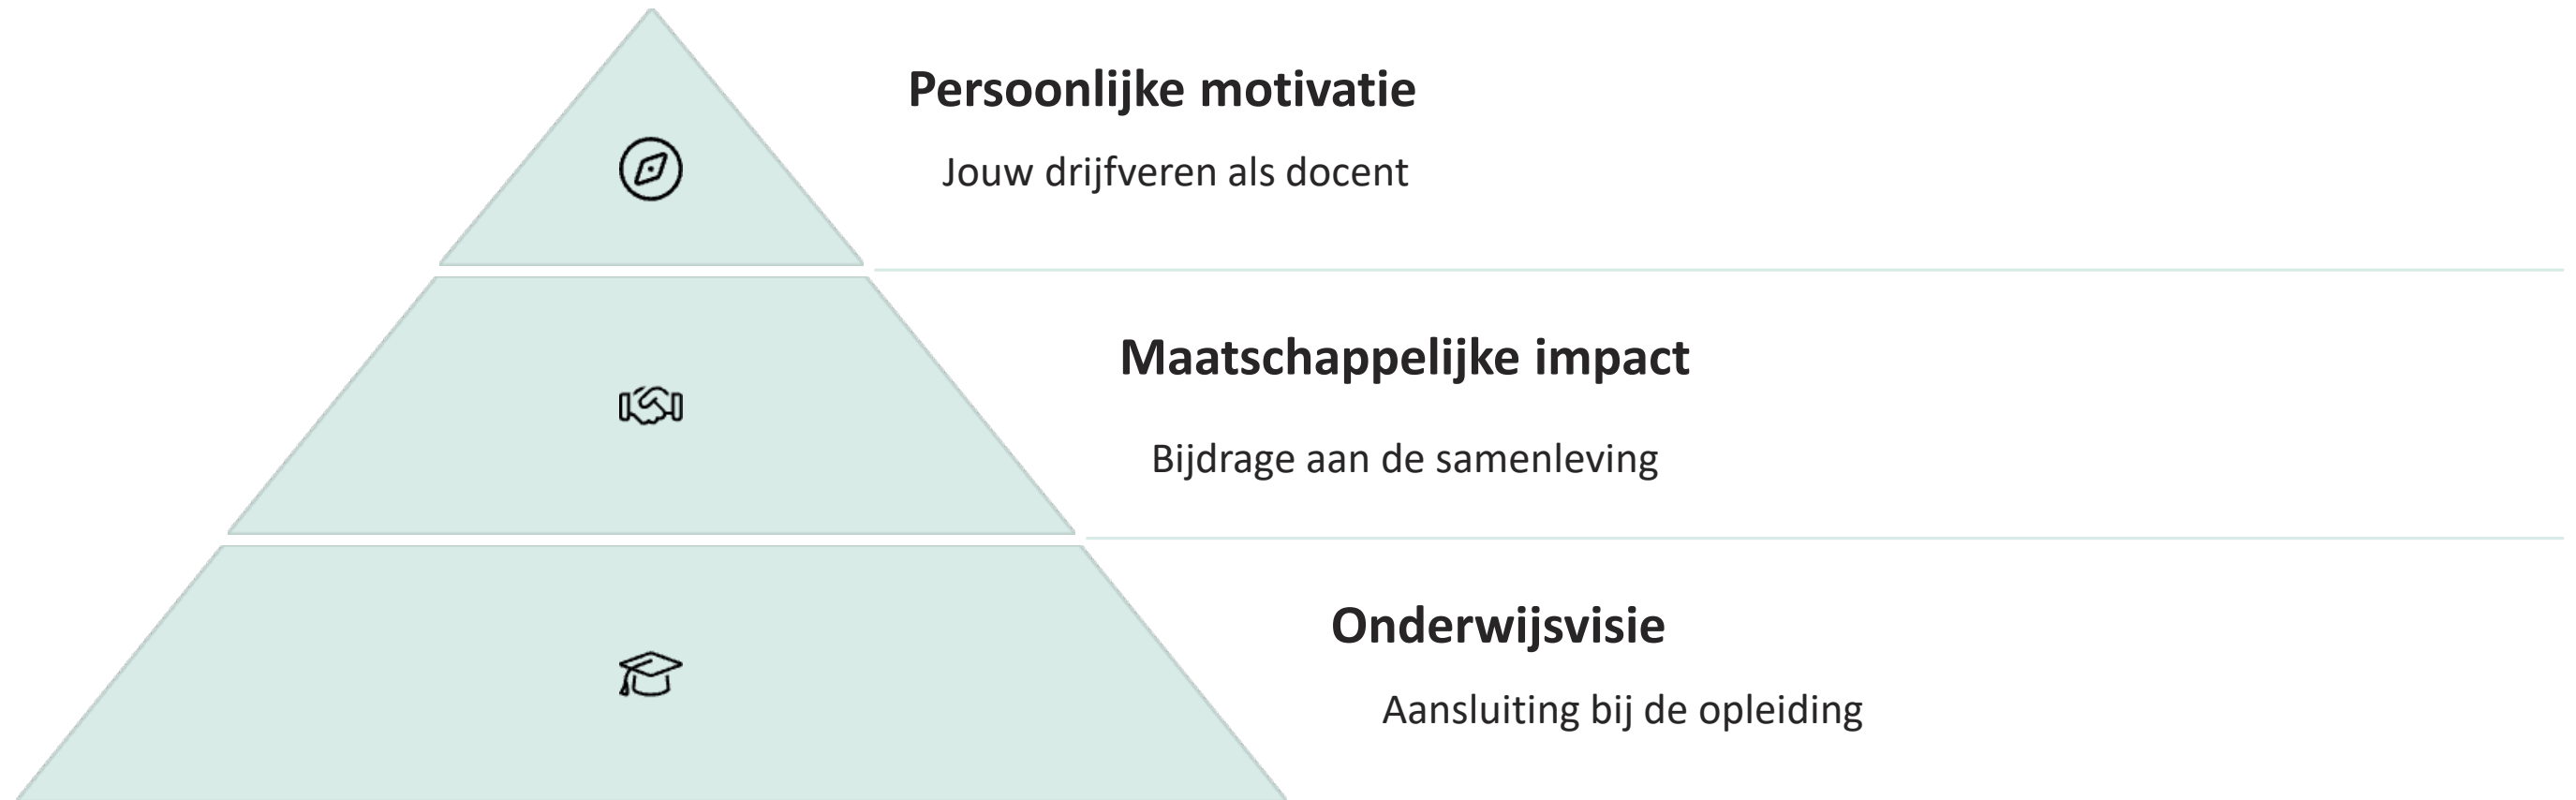 Persoonlijke motivatie
Jouw drijfveren als docent
Maatschappelijke impact
Bijdrage aan de samenleving
Onderwijsvisie
Aansluiting bij de opleiding